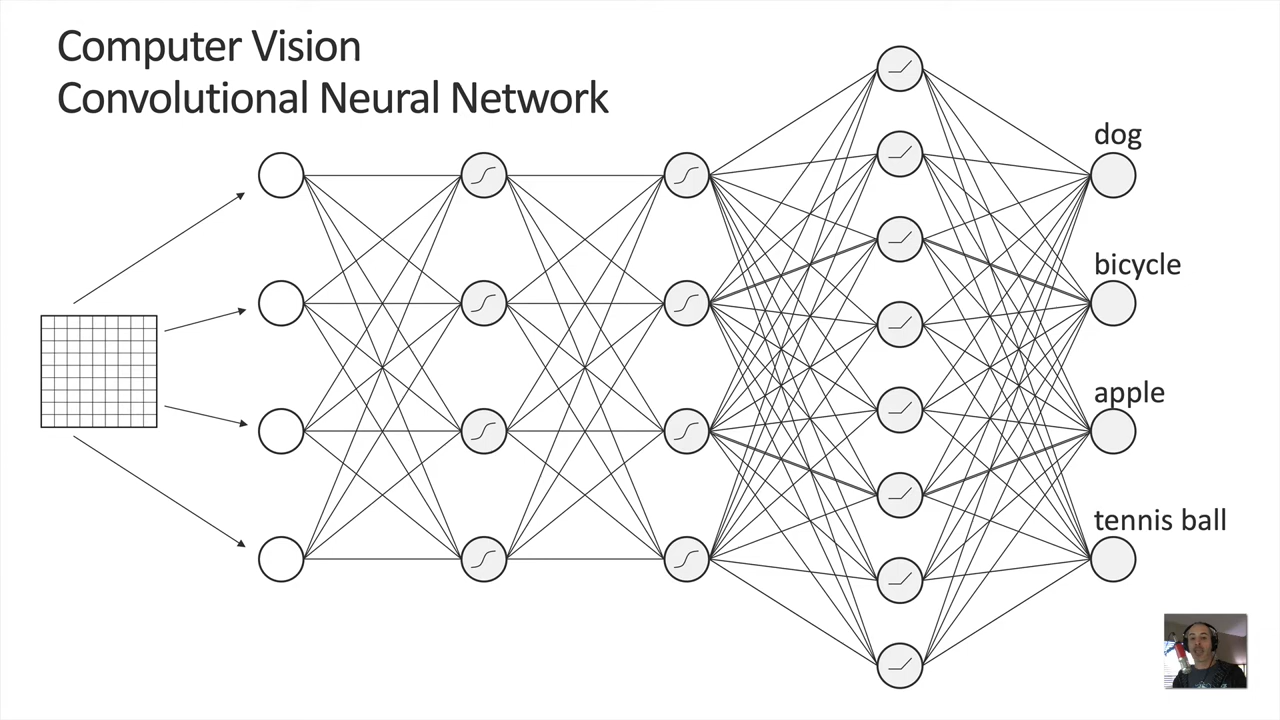 Computer Vision
Convolutional Neural Network
dog
bicycle
apple
tennis ball